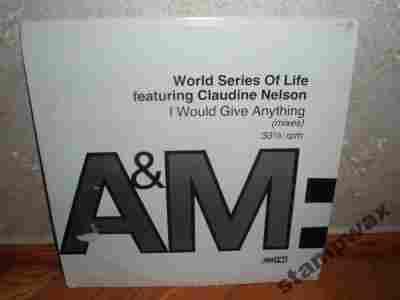 World Series Of Life
featuring Claudine Nelson
I Would Give Anything
(mixes)
33⅓ rpm
A&M:
stampwax